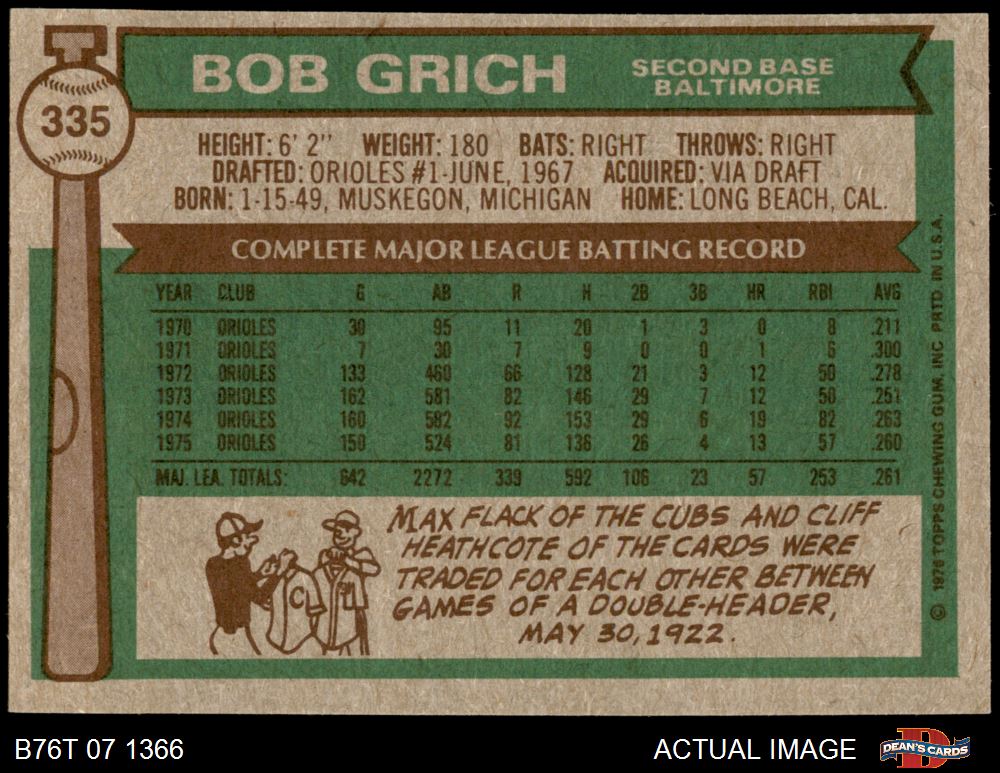 335
BOB GRICH
SECOND BASE
BALTIMORE
HEIGHT: 6' 2" WEIGHT: 180 BATS: RIGHT THROWS: RIGHT
DRAFTED: ORIOLES #1-JUNE, 1967 ACQUIRED: VIA DRAFT
BORN: 1-15-49, MUSKEGON, MICHIGAN HOME: LONG BEACH, CAL.
COMPLETE MAJOR LEAGUE BATTING RECORD
YEAR CLUB G AB R H 2B 3B HR RBI AVG
1970 ORIOLES 30 95 11 20 1 3 0 8 .211
1971 ORIOLES 7 30 7 9 0 0 1 6 .300
1972 ORIOLES 133 460 66 128 21 3 12 50 .278
1973 ORIOLES 162 581 82 146 29 7 12 50 .251
1974 ORIOLES 160 582 92 153 29 6 19 82 .263
1975 ORIOLES 150 524 81 136 26 4 13 57 .260
MAJ. LEA. TOTALS: 642 2272 339 592 106 23 57 253 .261
C
MAX FLACK OF THE CUBS AND CLIFF
HEATHCOTE OF THE CARDS WERE
TRADED FOR EACH OTHER BETWEEN
GAMES OF A DOUBLE-HEADER,
MAY 30, 1922.
© 1976 TOPPS CHEWING GUM, INC PRTD. IN U.S.A.
B76T 07 1366
ACTUAL IMAGE
B
DEAN'S CARDS